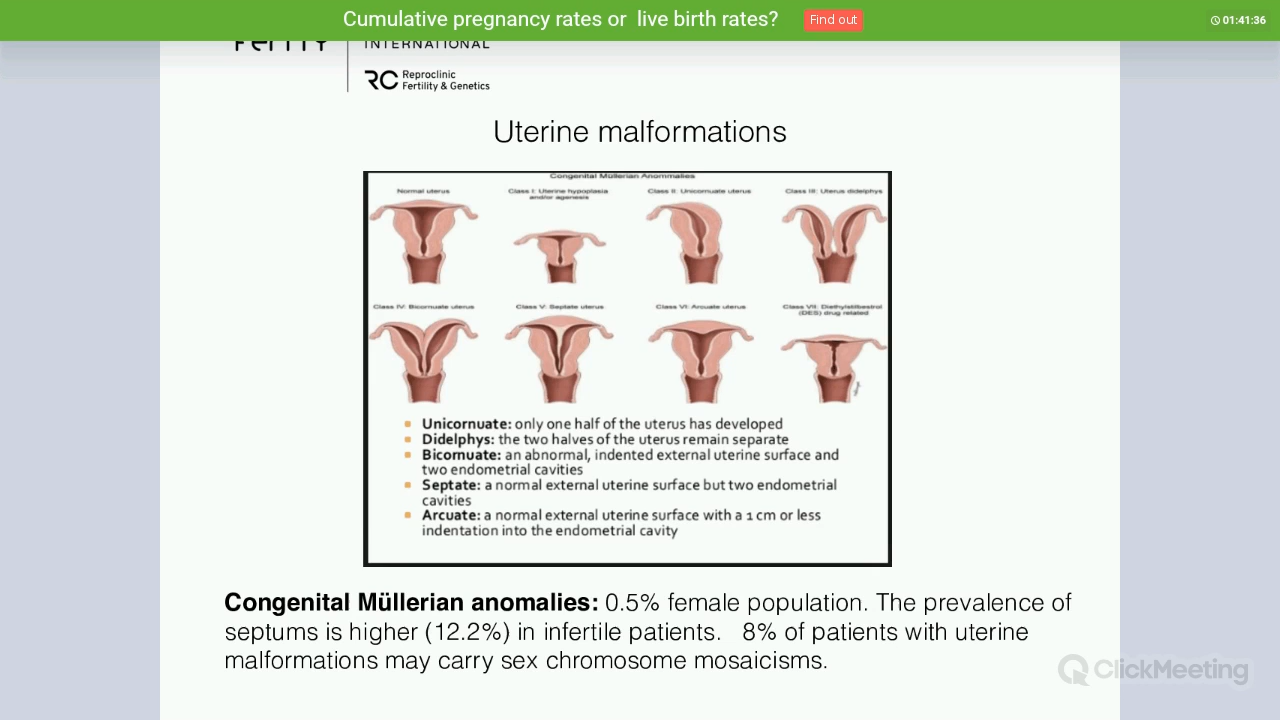 Cumulative pregnancy rates or live birth rates?
Find out
01:41:36
INTERNATIONAL
RC Reproclinic
Fertility & Genetics
Uterine malformations
Congenital Müllerian Anommalies
Normal uterus
Class I: Uterine hypoplasia
and/or agenesis
Class II: Unicornuate uterus
Class III: Uterus didelphys
Class IV: Bicornuate uterus
Class V: Septate uterus
Class VI: Arcuate uterus
Class VII: Diethylstilbestrol
(DES) drug related
Unicornuate: only one half of the uterus has developed
Didelphys: the two halves of the uterus remain separate
Bicornuate: an abnormal, indented external uterine surface and
two endometrial cavities
Septate: a normal external uterine surface but two endometrial
cavities
Arcuate: a normal external uterine surface with a 1 cm or less
indentation into the endometrial cavity
Congenital Müllerian anomalies: 0.5% female population. The prevalence of
septums is higher (12.2%) in infertile patients. 8% of patients with uterine
malformations may carry sex chromosome mosaicisms.
ClickMeeting